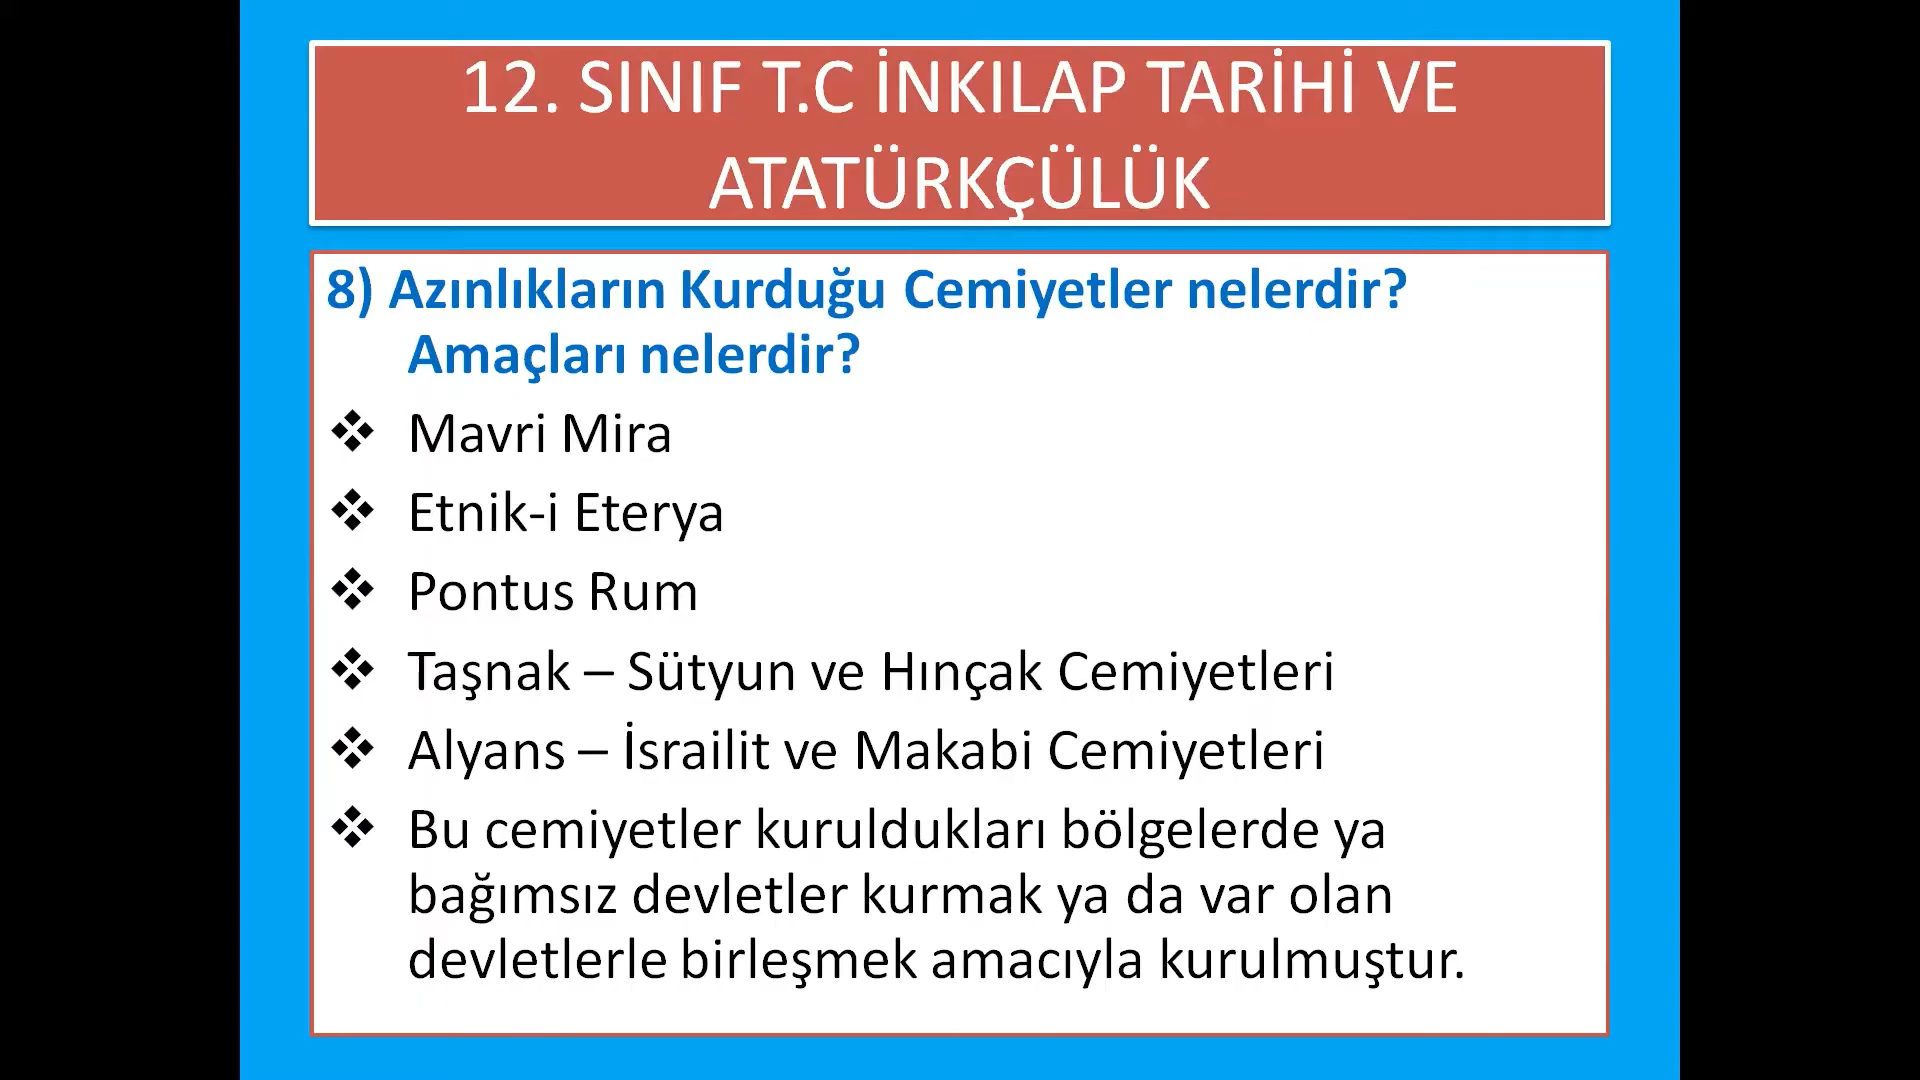 12. SINIF T.C İNKILAP TARİHİ VE
ATATÜRKÇÜLÜK
8) Azınlıkların Kurduğu Cemiyetler nelerdir?
Amaçları nelerdir?
❖ Mavri Mira
❖ Etnik-i Eterya
❖ Pontus Rum
❖ Taşnak – Sütyun ve Hınçak Cemiyetleri
❖ Alyans – İsrailit ve Makabi Cemiyetleri
❖ Bu cemiyetler kuruldukları bölgelerde ya
bağımsız devletler kurmak ya da var olan
devletlerle birleşmek amacıyla kurulmuştur.